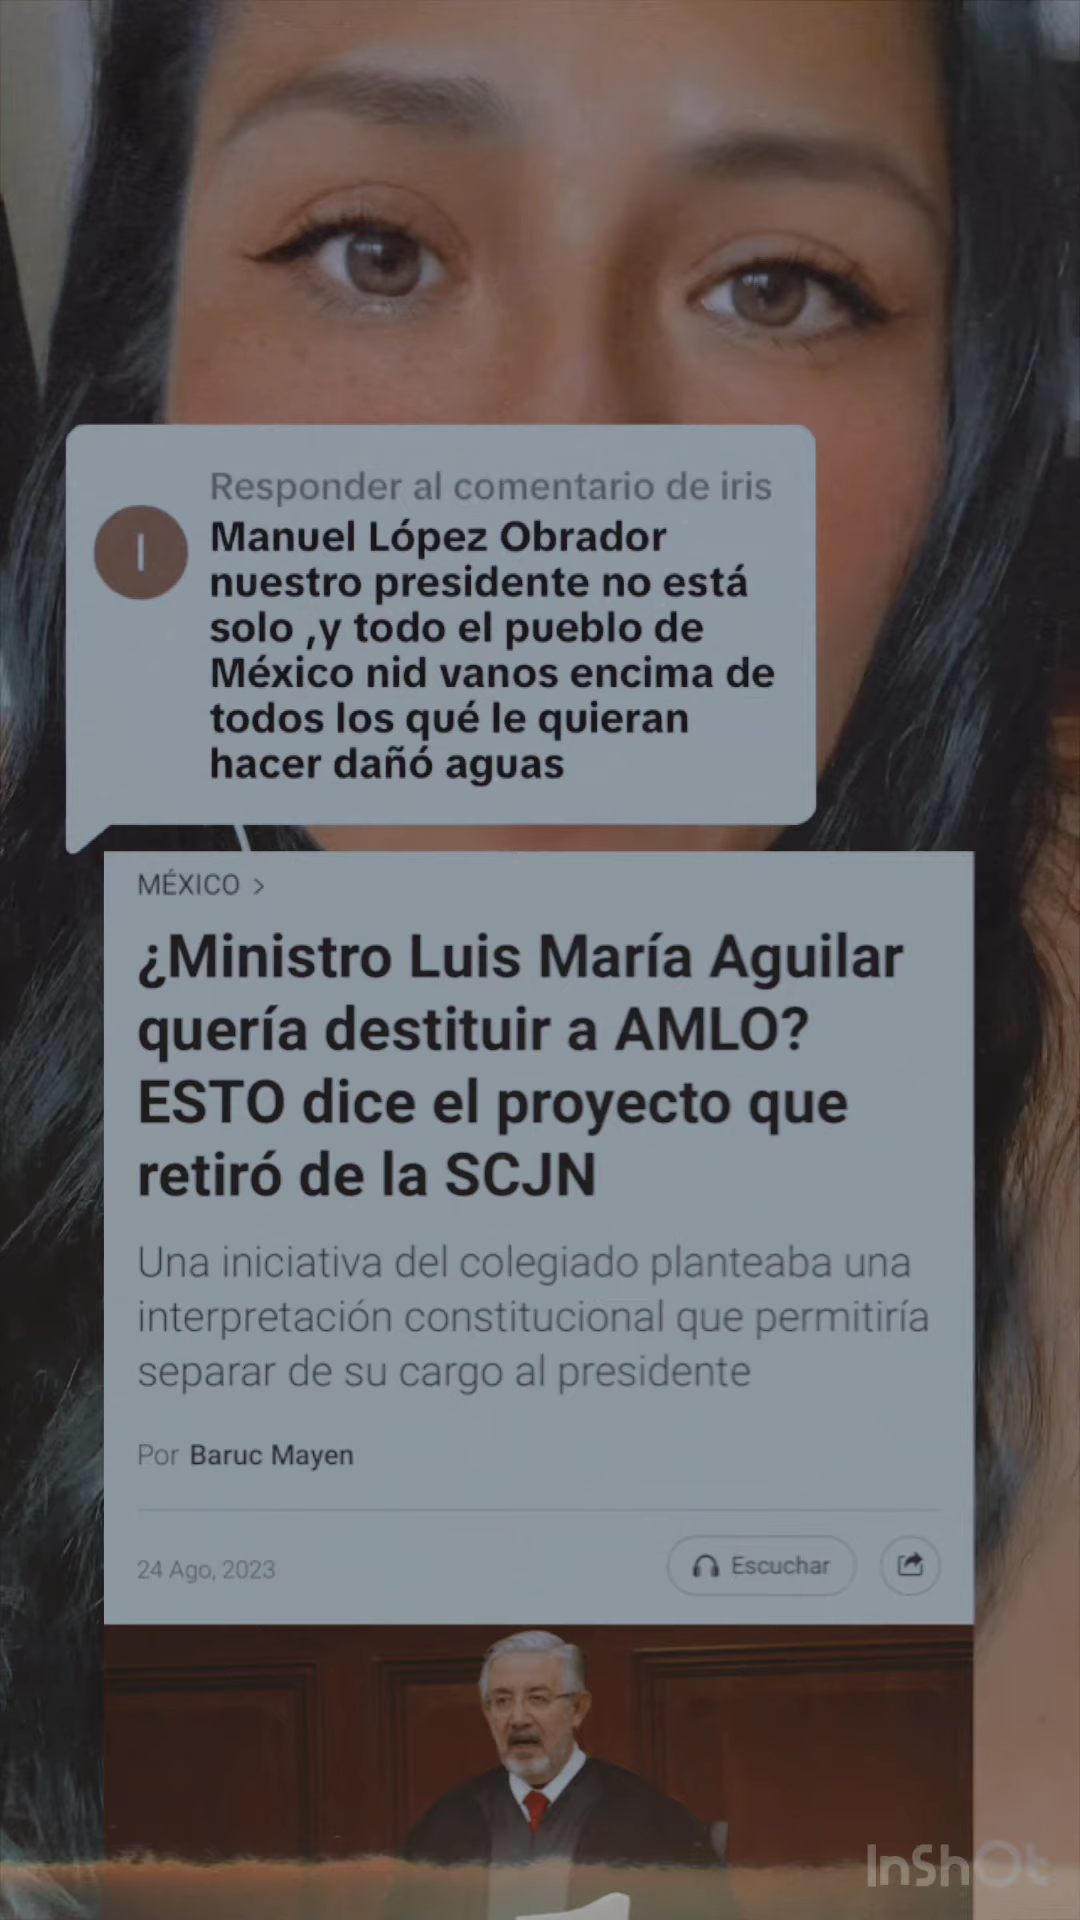 Responder al comentario de iris
I
Manuel López Obrador
nuestro presidente no está
solo ,y todo el pueblo de
México nid vanos encima de
todos los qué le quieran
hacer dañó aguas
MÉXICO >
¿Ministro Luis María Aguilar
quería destituir a AMLO?
ESTO dice el proyecto que
retiró de la SCJN
Una iniciativa del colegiado planteaba una
interpretación constitucional que permitiría
separar de su cargo al presidente
Por Baruc Mayen
24 Ago, 2023
Escuchar
InShOt